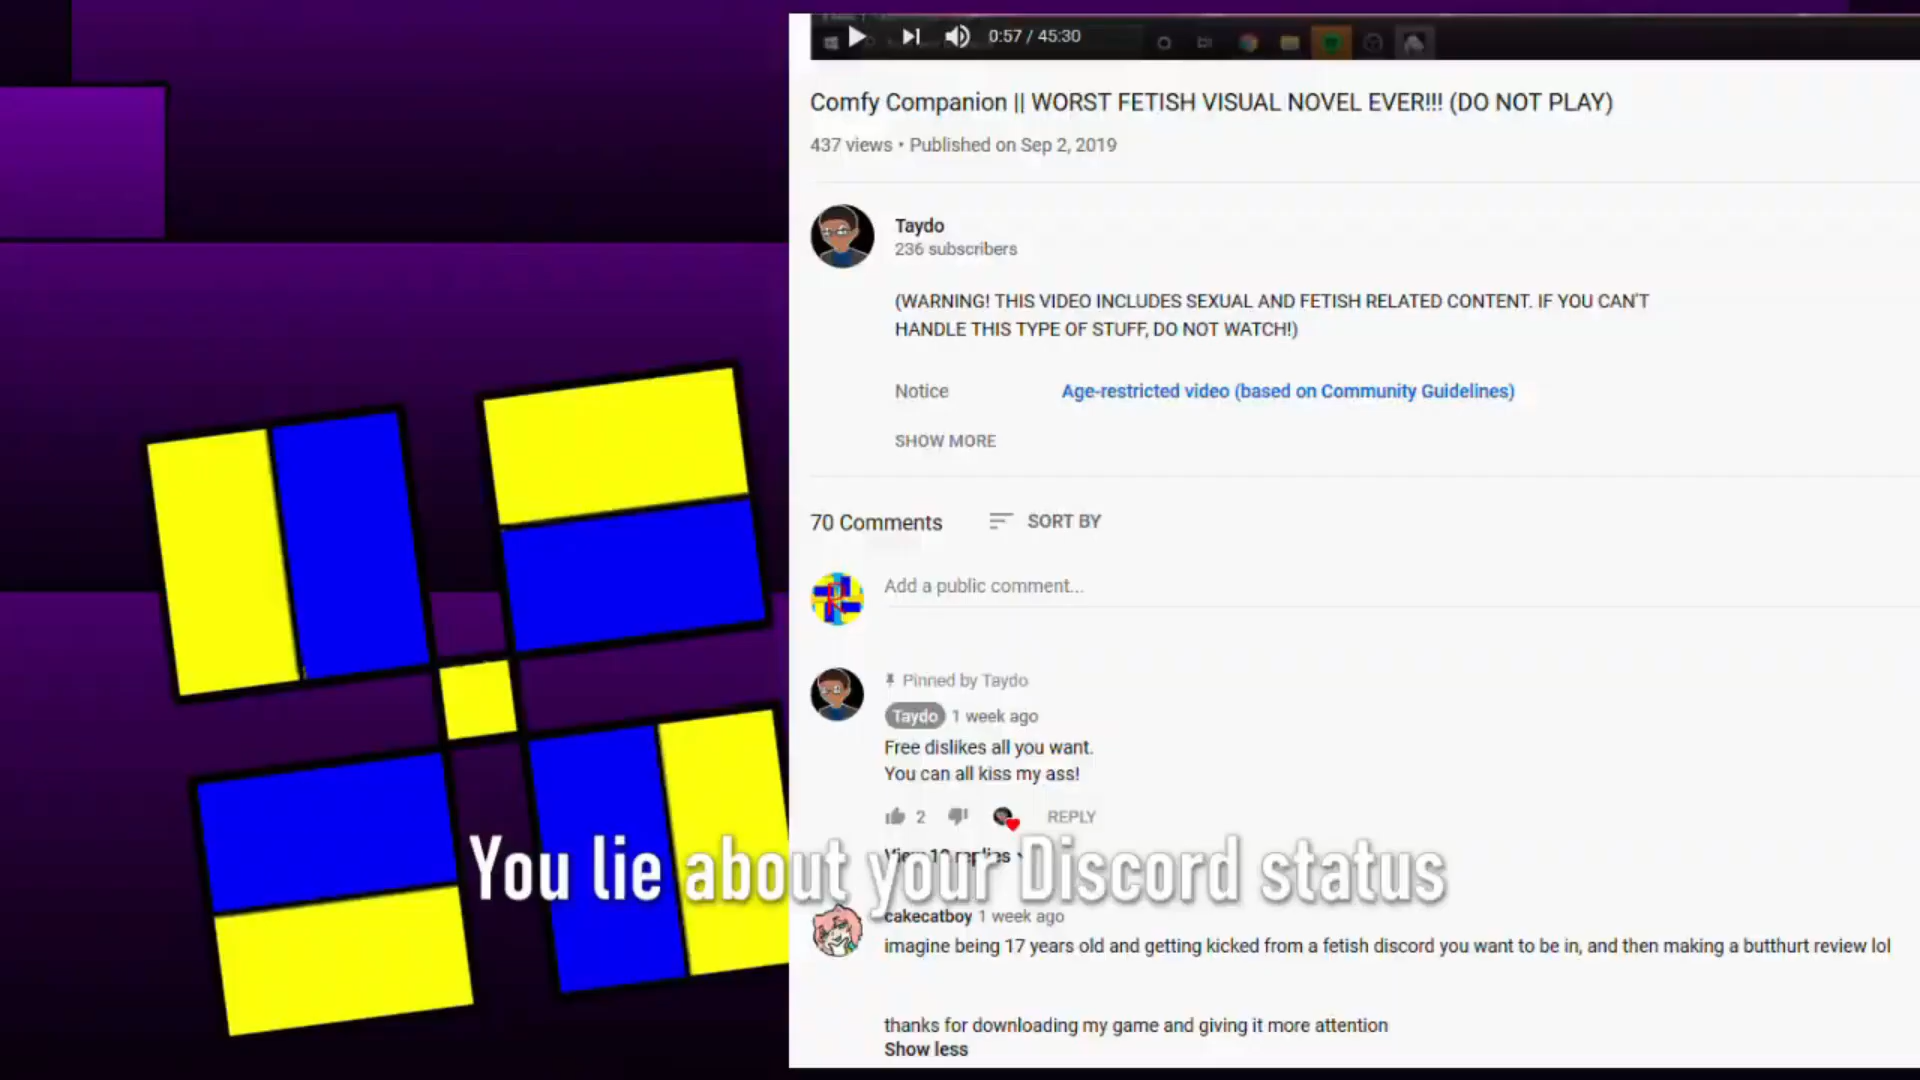 0:57 / 45:30
Comfy Companion || WORST FETISH VISUAL NOVEL EVER!!! (DO NOT PLAY)
437 views • Published on Sep 2, 2019
Taydo
236 subscribers
(WARNING! THIS VIDEO INCLUDES SEXUAL AND FETISH RELATED CONTENT. IF YOU CAN'T
HANDLE THIS TYPE OF STUFF, DO NOT WATCH!)
Notice Age-restricted video (based on Community Guidelines)
SHOW MORE
70 Comments SORT BY
Add a public comment...
Pinned by Taydo
Taydo 1 week ago
Free dislikes all you want.
You can all kiss my ass!
2 REPLY
View 10 replies
You lie about your Discord status
cakecatboy 1 week ago
imagine being 17 years old and getting kicked from a fetish discord you want to be in, and then making a butthurt review lol
thanks for downloading my game and giving it more attention
Show less